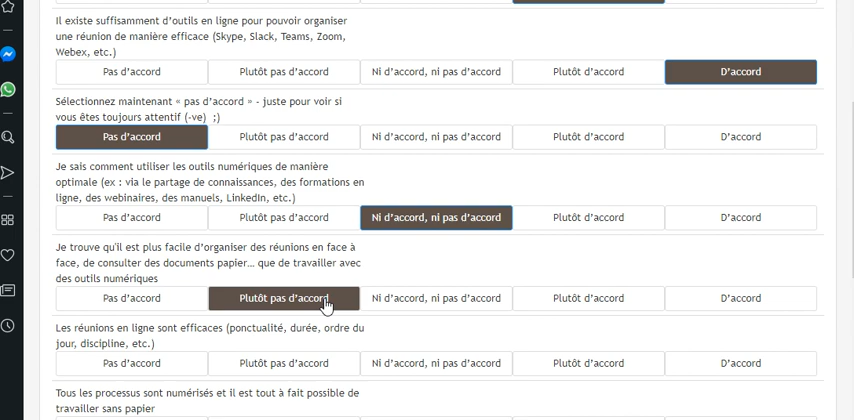 Il existe suffisamment d’outils en ligne pour pouvoir organiser
une réunion de manière efficace (Skype, Slack, Teams, Zoom,
Webex, etc.)
Pas d’accord Plutôt pas d’accord Ni d’accord, ni pas d’accord Plutôt d’accord D’accord
Sélectionnez maintenant « pas d’accord » - juste pour voir si
vous êtes toujours attentif (-ve) ;)
Pas d’accord Plutôt pas d’accord Ni d’accord, ni pas d’accord Plutôt d’accord D’accord
Je sais comment utiliser les outils numériques de manière
optimale (ex : via le partage de connaissances, des formations en
ligne, des webinaires, des manuels, LinkedIn, etc.)
Pas d’accord Plutôt pas d’accord Ni d’accord, ni pas d’accord Plutôt d’accord D’accord
Je trouve qu'il est plus facile d’organiser des réunions en face à
face, de consulter des documents papier… que de travailler avec
des outils numériques
Pas d’accord Plutôt pas d’accord Ni d’accord, ni pas d’accord Plutôt d’accord D’accord
Les réunions en ligne sont efficaces (ponctualité, durée, ordre du
jour, discipline, etc.)
Pas d’accord Plutôt pas d’accord Ni d’accord, ni pas d’accord Plutôt d’accord D’accord
Tous les processus sont numérisés et il est tout à fait possible de
travailler sans papier